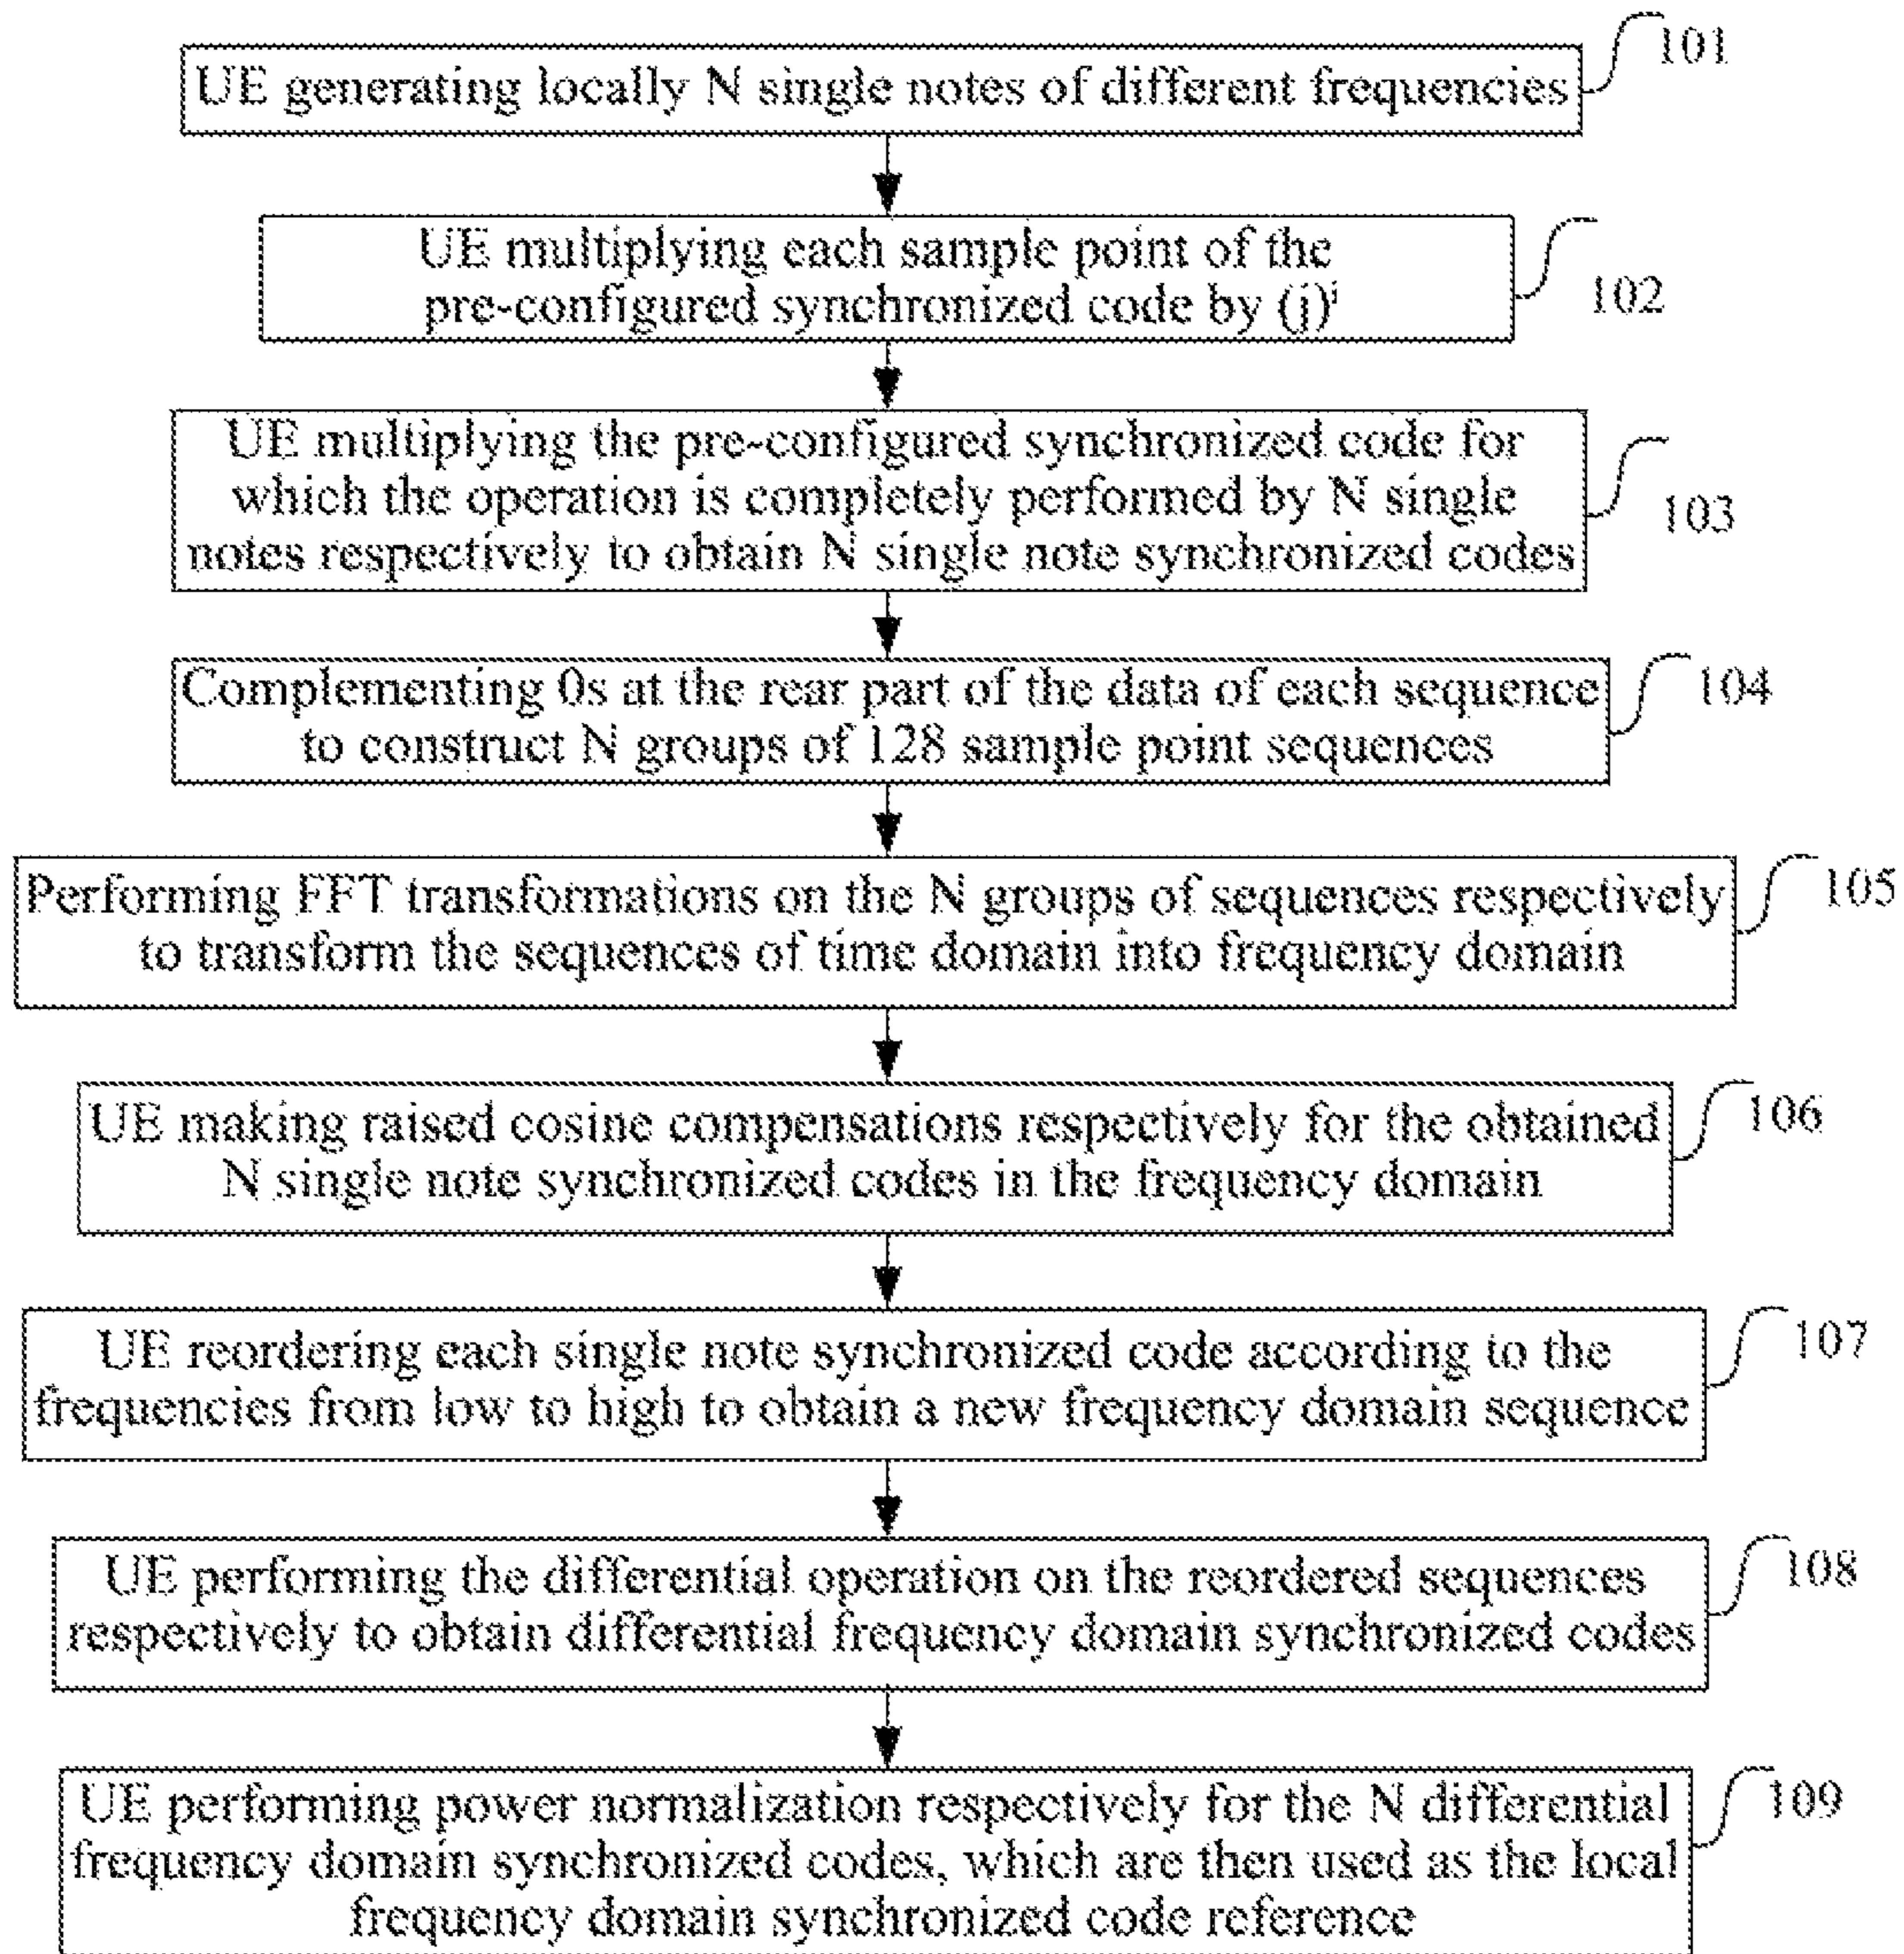 UE generating locally N single notes of different frequencies
101
UE multiplying each sample point of the
pre-configured synchronized code by (j)ⁱ
102
UE multiplying the pre-configured synchronized code for
which the operation is completely performed by N single
notes respectively to obtain N single note synchronized codes
103
Complementing 0s at the rear part of the data of each sequence
to construct N groups of 128 sample point sequences
104
Performing FFT transformations on the N groups of sequences respectively
to transform the sequences of time domain into frequency domain
105
UE making raised cosine compensations respectively for the obtained
N single note synchronized codes in the frequency domain
106
UE reordering each single note synchronized code according to the
frequencies from low to high to obtain a new frequency domain sequence
107
UE performing the differential operation on the reordered sequences
respectively to obtain differential frequency domain synchronized codes
108
UE performing power normalization respectively for the N differential
frequency domain synchronized codes, which are then used as the local
frequency domain synchronized code reference
109